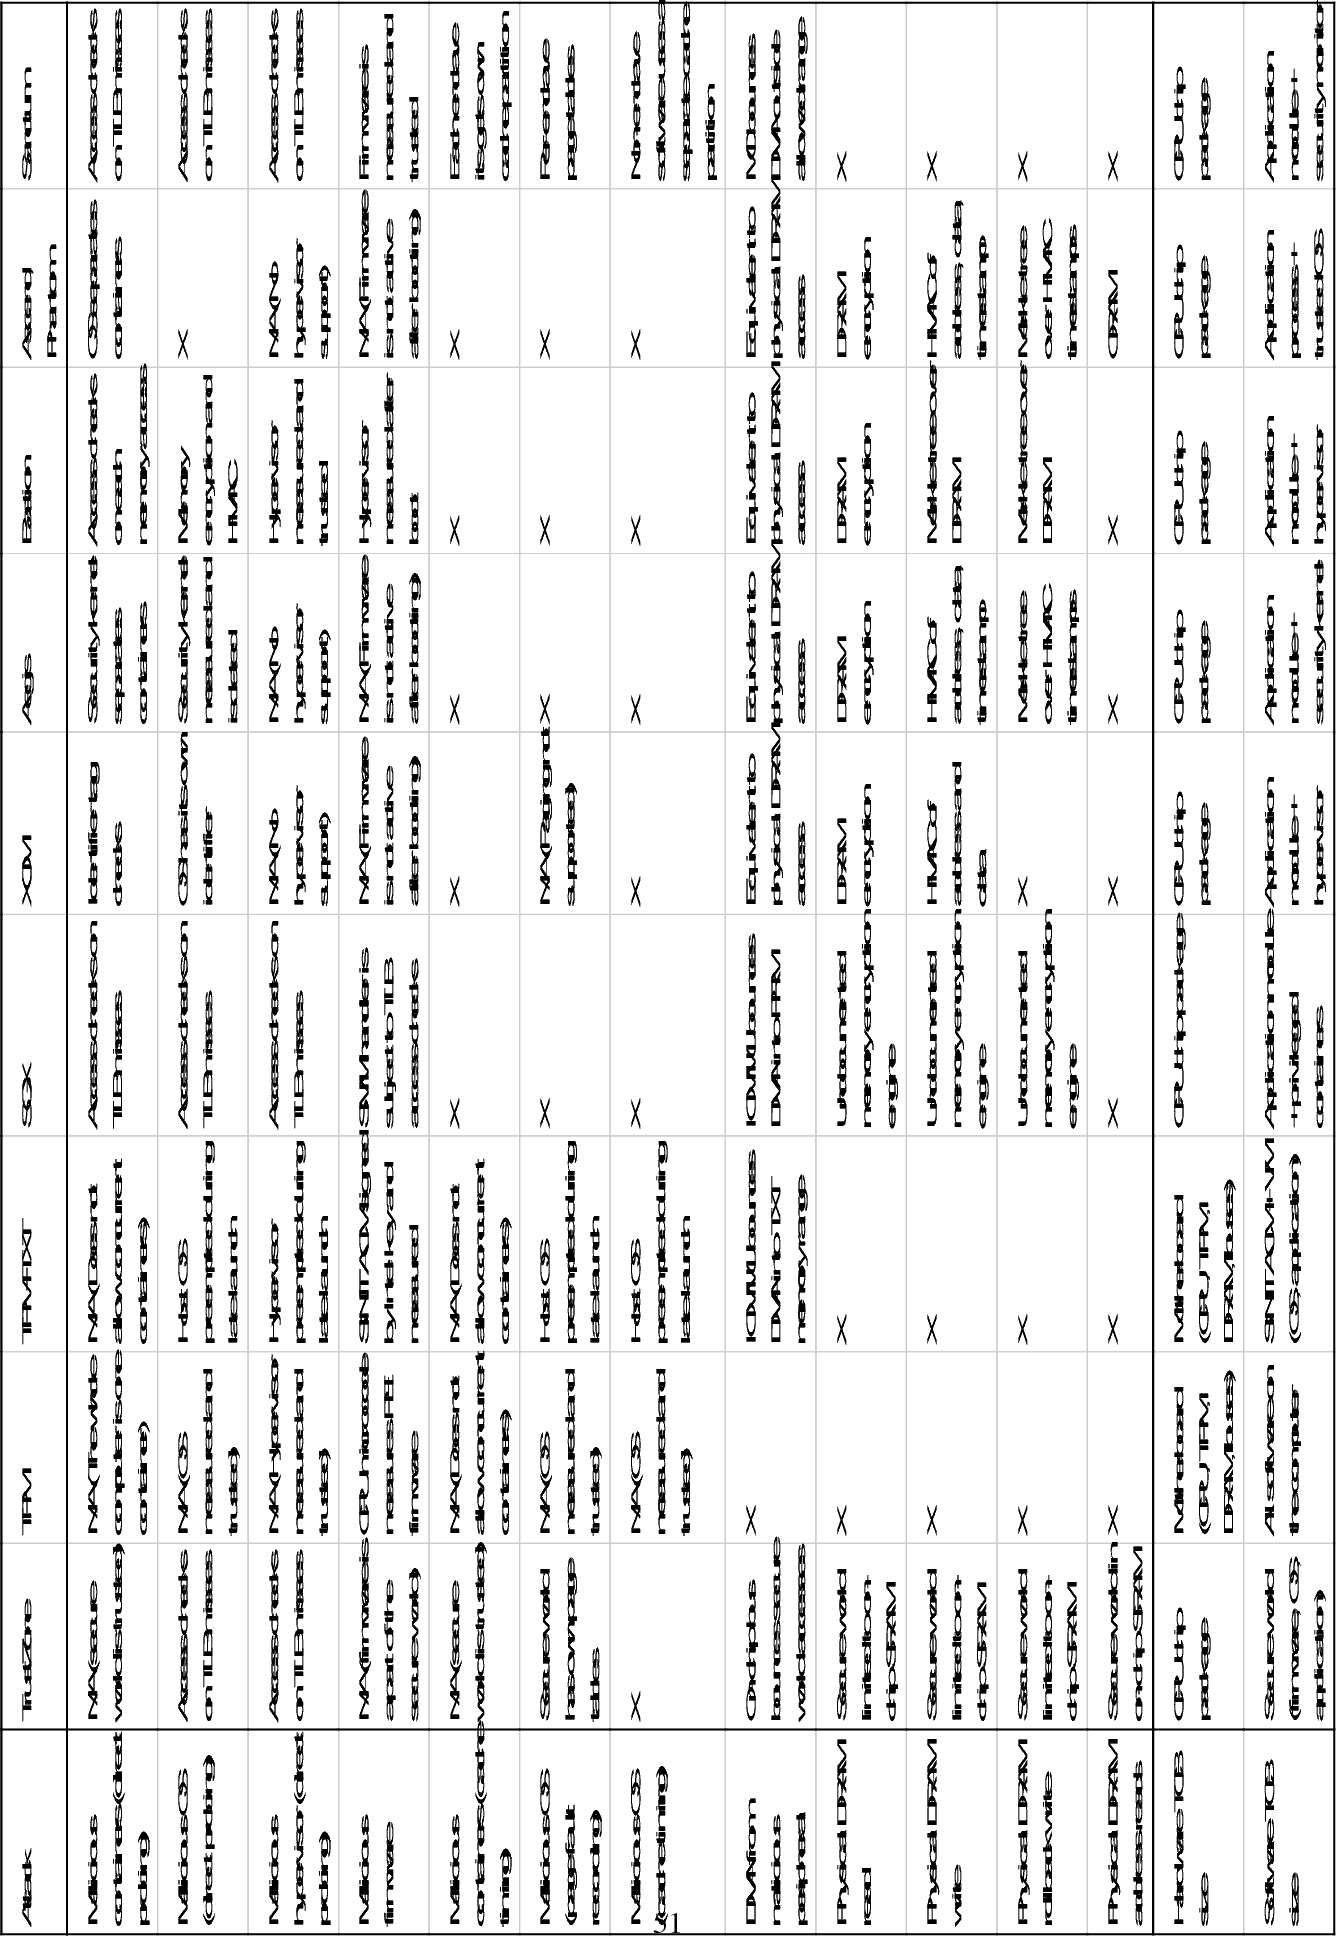 Attack
TrustZone
TPM
TPM+TXT
SGX
XOM
Aegis
Bastion
Ascend,
Phantom
Sanctum
Malicious
containers (direct
probing)
N/A (secure
world is trusted)
N/A (The whole
computer is one
container)
N/A (Does not
allow concurrent
containers)
Access checks on
TLB misses
Identifier tag
checks
Security kernel
separates
containers
Access checks
on each
memory access
OS separates
containers
Access checks
on TLB misses
Malicious OS
(direct probing)
Access checks
on TLB misses
N/A (OS
measured and
trusted)
Host OS
preempted during
late launch
Access checks on
TLB misses
OS has its own
identifier
Security kernel
measured and
isolated
Memory
encryption and
HMAC
X
Access checks
on TLB misses
Malicious
hypervisor (direct
probing)
Access checks
on TLB misses
N/A (Hypervisor
measured and
trusted)
Hypervisor
preempted during
late launch
Access checks on
TLB misses
N/A (No
hypervisor
support)
N/A (No
hypervisor
support)
Hypervisor
measured and
trusted
N/A (No
hypervisor
support)
Access checks
on TLB misses
Malicious
firmware
N/A (firmware is
a part of the
secure world)
CPU microcode
measures PEI
firmware
SINIT ACM signed
by Intel key and
measured
SMM handler is
subject to TLB
access checks
N/A (Firmware
is not active
after booting)
N/A (Firmware
is not active
after booting)
Hypervisor
measured after
boot
N/A (Firmware
is not active
after booting)
Firmware is
measured and
trusted
Malicious
containers (cache
timing)
N/A (secure
world is trusted)
N/A (Does not
allow concurrent
containers)
N/A (Does not
allow concurrent
containers)
X
X
X
X
X
Each enclave
its gets own
cache partition
Malicious OS
(page fault
recording)
Secure world
has own page
tables
N/A (OS
measured and
trusted)
Host OS
preempted during
late launch
X
N/A (Paging not
supported)
X
X
X
Per-enclave
page tables
Malicious OS
(cache timing)
X
N/A (OS
measured and
trusted)
Host OS
preempted during
late launch
X
X
X
X
X
Non-enclave
software uses a
separate cache
partition
DMA from
malicious
peripheral
On-chip bus
bounces secure
world accesses
X
IOMMU bounces
DMA into TXT
memory range
IOMMU bounces
DMA into PRM
Equivalent to
physical DRAM
access
Equivalent to
physical DRAM
access
Equivalent to
physical DRAM
access
Equivalent to
physical DRAM
access
MC bounces
DMA outside
allowed range
Physical DRAM
read
Secure world
limited to on-
chip SRAM
X
X
Undocumented
memory encryption
engine
DRAM
encryption
DRAM
encryption
DRAM
encryption
DRAM
encryption
X
Physical DRAM
write
Secure world
limited to on-
chip SRAM
X
X
Undocumented
memory encryption
engine
HMAC of
address and
data
HMAC of
address, data,
timestamp
Merkle tree over
DRAM
HMAC of
address, data,
timestamp
X
Physical DRAM
rollback write
Secure world
limited to on-
chip SRAM
X
X
Undocumented
memory encryption
engine
X
Merkle tree
over HMAC
timestamps
Merkle tree over
DRAM
Merkle tree
over HMAC
timestamps
X
Physical DRAM
address reads
Secure world in
on-chip SRAM
X
X
X
X
X
X
ORAM
X
Hardware TCB
size
CPU chip
package
Motherboard
(CPU, TPM,
DRAM, buses)
Motherboard
(CPU, TPM,
DRAM, buses)
CPU chip package
CPU chip
package
CPU chip
package
CPU chip
package
CPU chip
package
CPU chip
package
Software TCB
size
Secure world
(firmware, OS,
application)
All software on
the computer
SINIT ACM + VM
(OS, application)
Application module
+ privileged
containers
Application
module +
hypervisor
Application
module +
security kernel
Application
module +
hypervisor
Application
process +
trusted OS
Application
module +
security monitor
51